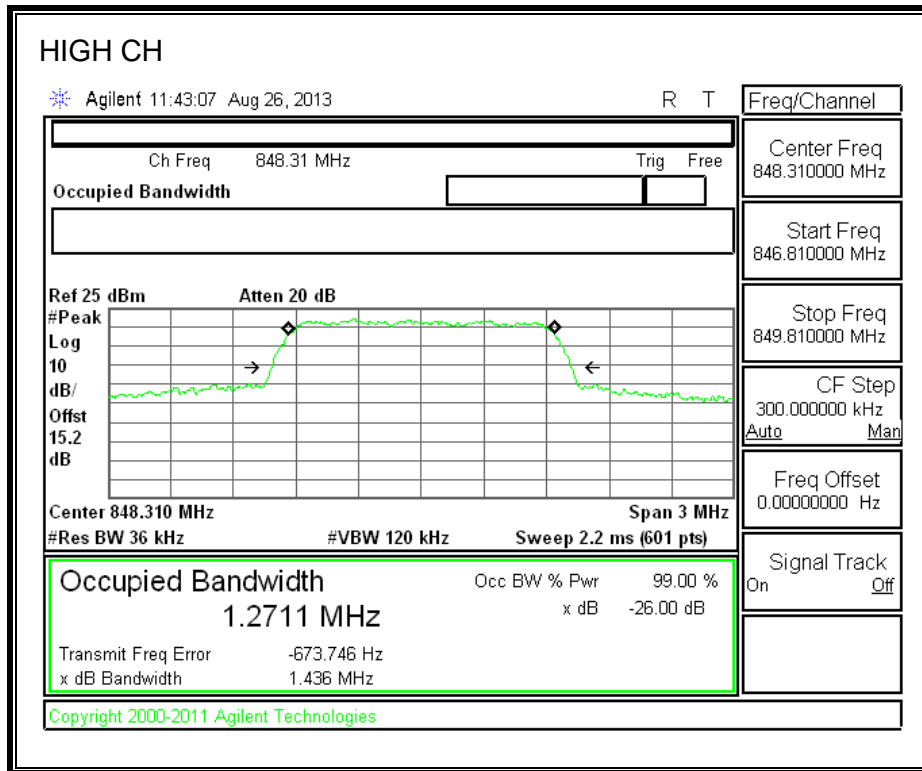 HIGH CH
Agilent 11:43:07 Aug 26, 2013 R T
Freq/Channel
Ch Freq 848.31 MHz Trig Free
Occupied Bandwidth
Center Freq
848.310000 MHz
Start Freq
846.810000 MHz
Stop Freq
849.810000 MHz
CF Step
300.000000 kHz
Auto Man
Freq Offset
0.00000000 Hz
Signal Track
On Off
Ref 25 dBm Atten 20 dB
#Peak
Log
10
dB/
Offst
15.2
dB
Center 848.310 MHz Span 3 MHz
#Res BW 36 kHz #VBW 120 kHz Sweep 2.2 ms (601 pts)
Occupied Bandwidth Occ BW % Pwr 99.00 %
1.2711 MHz x dB -26.00 dB
Transmit Freq Error -673.746 Hz
x dB Bandwidth 1.436 MHz
Copyright 2000-2011 Agilent Technologies